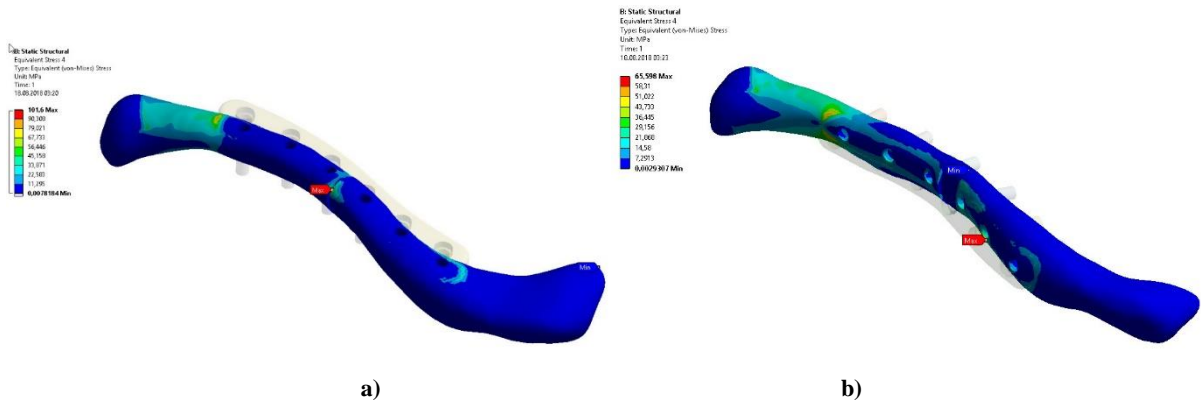 B: Static Structural
Equivalent Stress 4
Type: Equivalent (von-Mises) Stress
Unit: MPa
Time: 1
18.08.2018 03:20
101,6 Max
90,309
79,021
67,733
56,446
45,158
33,871
22,583
11,295
0,0078184 Min
Max
Min
a)
B: Static Structural
Equivalent Stress 4
Type: Equivalent (von-Mises) Stress
Unit: MPa
Time: 1
18.08.2018 03:23
65,598 Max
58,31
51,022
43,733
36,445
29,156
21,868
14,58
7,2913
0,0029307 Min
Min
Max
b)